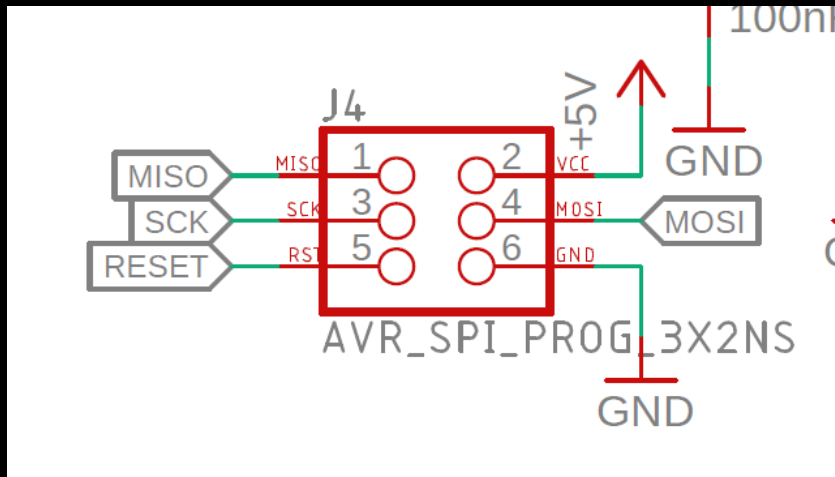 100n
J4
+5V
MISO MISO 1 2 VCC
GND
SCK SCK 3 4 MOSI MOSI
RESET RST 5 6 GND
AVR_SPI_PROG_3X2NS
GND